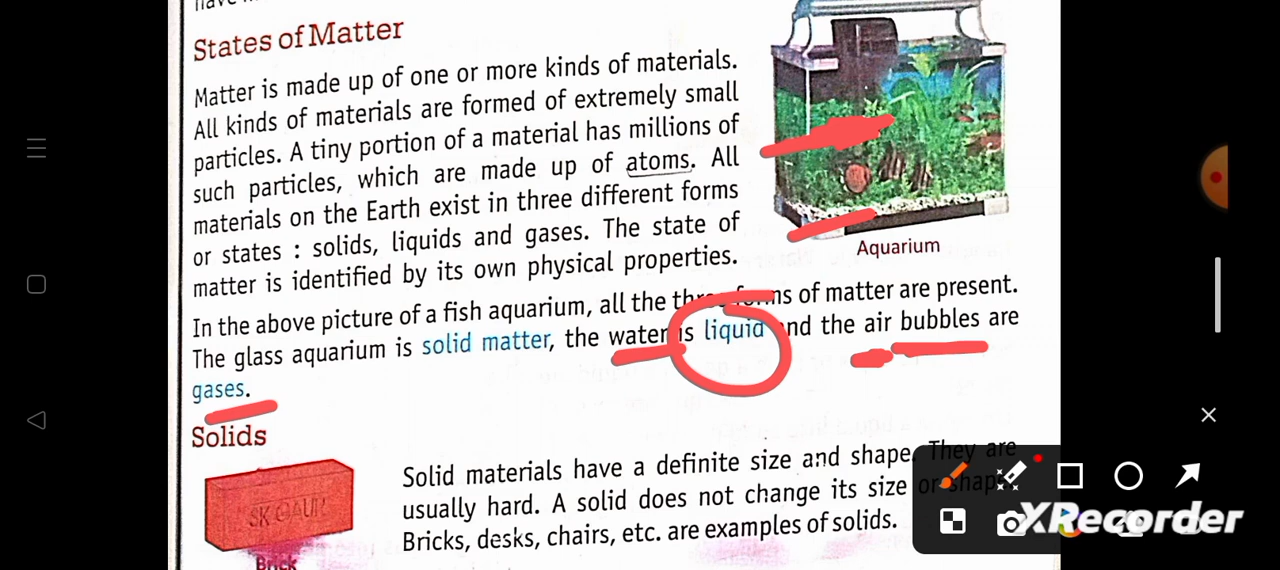 States of Matter
Matter is made up of one or more kinds of materials.
All kinds of materials are formed of extremely small
particles. A tiny portion of a material has millions of
such particles, which are made up of atoms. All
materials on the Earth exist in three different forms
or states : solids, liquids and gases. The state of
matter is identified by its own physical properties.
Aquarium
In the above picture of a fish aquarium, all the three forms of matter are present.
The glass aquarium is solid matter, the water is liquid and the air bubbles are
gases.
Solids
SK GAUR
Brick
Solid materials have a definite size and shape. They are
usually hard. A solid does not change its size or shape.
Bricks, desks, chairs, etc. are examples of solids.
XRecorder